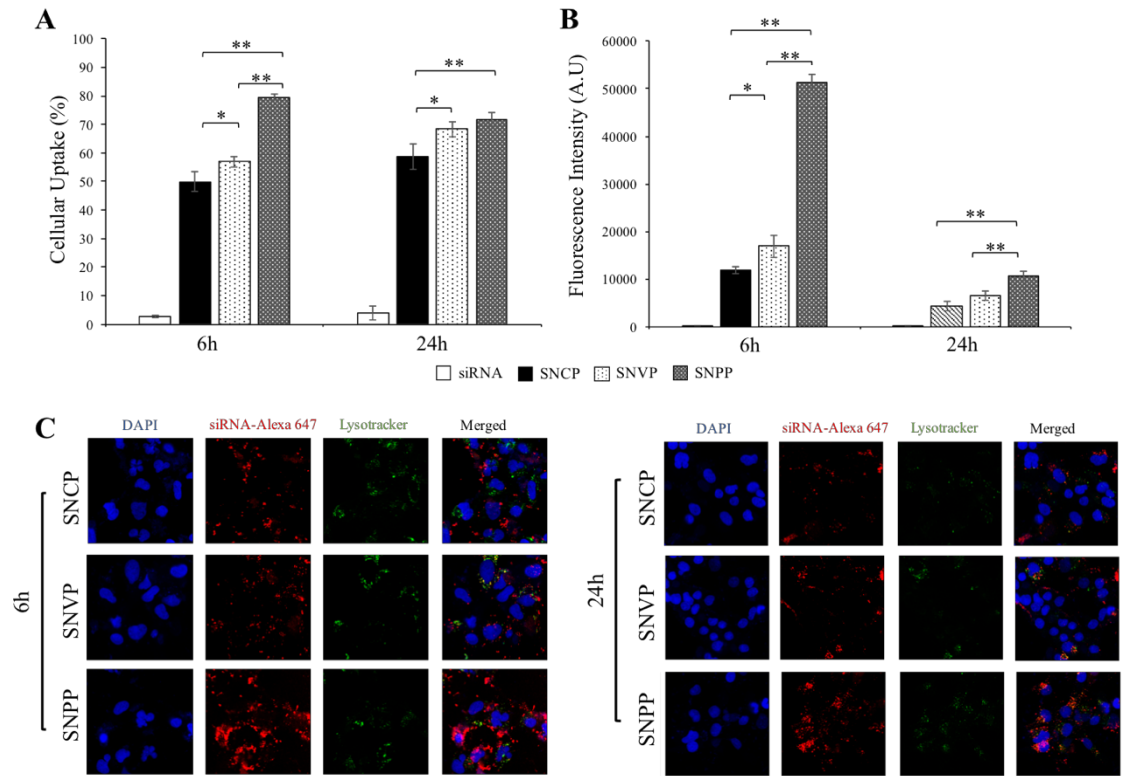 A
B
Cellular Uptake (%)
100
90
80
70
60
50
40
30
20
10
0
**
**
*
**
*
6h
24h
Fluorescence Intensity (A.U)
60000
50000
40000
30000
20000
10000
0
**
**
*
**
**
6h
24h
siRNA SNCP SNVP SNPP
C
DAPI siRNA-Alexa 647 Lysotracker Merged
6h
SNCP
SNVP
SNPP
DAPI siRNA-Alexa 647 Lysotracker Merged
24h
SNCP
SNVP
SNPP